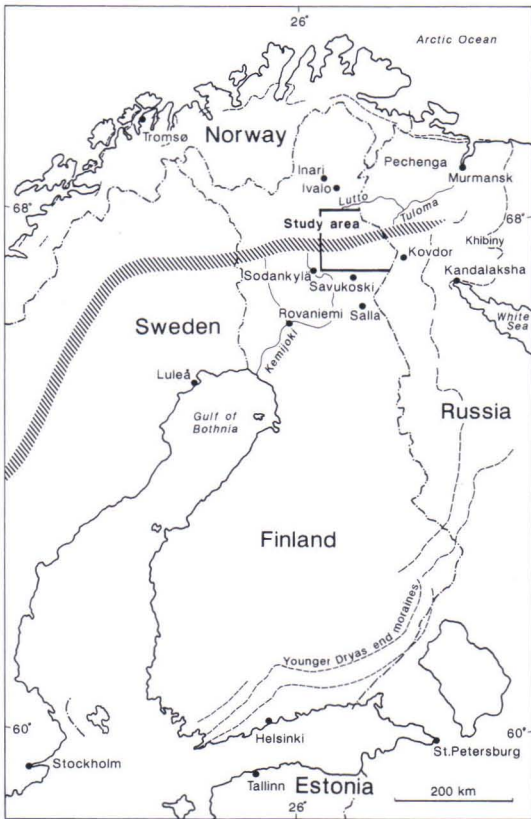 26°
Arctic Ocean
Tromsø
Norway
Pechenga
Murmansk
Inari
Ivalo
68°
Lutto
Tuloma
68°
Study area
Khibiny
Kovdor
Sodankylä
Kandalaksha
Savukoski
White
Sea
Sweden
Rovaniemi
Salla
Kemijoki
Luleå
Gulf of
Bothnia
Russia
Finland
Younger Dryas end moraines
60°
60°
Helsinki
St.Petersburg
Stockholm
Tallinn
Estonia
200 km
26°